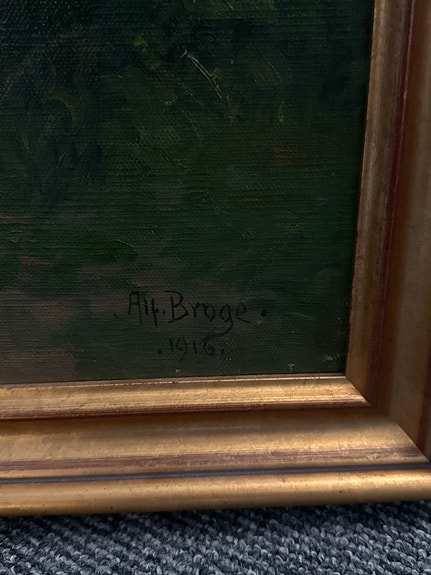 . Alf. Broge .
. 1916 .